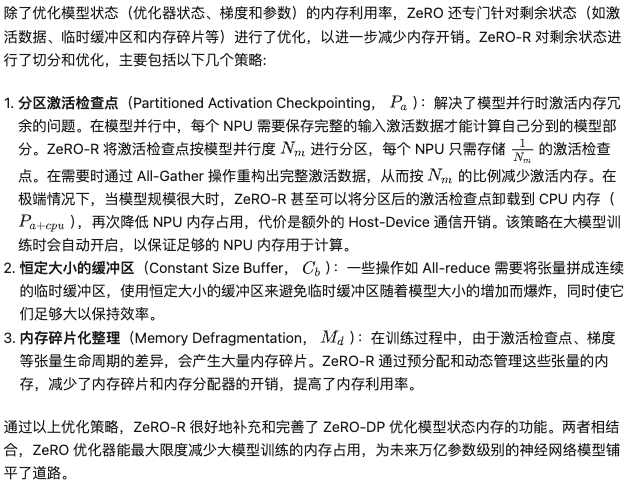 除了优化模型状态（优化器状态、梯度和参数）的内存利用率，ZeRO 还专门针对剩余状态（如激
活数据、临时缓冲区和内存碎片等）进行了优化，以进一步减少内存开销。ZeRO-R 对剩余状态进
行了切分和优化，主要包括以下几个策略:
1. 分区激活检查点（Partitioned Activation Checkpointing， P_a ）：解决了模型并行时激活内存冗
余的问题。在模型并行中，每个 NPU 需要保存完整的输入激活数据才能计算自己分到的模型部
分。ZeRO-R 将激活检查点按模型并行度 N_m 进行分区，每个 NPU 只需存储 1/N_m 的激活检查
点。在需要时通过 All-Gather 操作重构出完整激活数据，从而按 N_m 的比例减少激活内存。在
极端情况下，当模型规模很大时，ZeRO-R 甚至可以将分区后的激活检查点卸载到 CPU 内存（
P_{a+cpu} ），再次降低 NPU 内存占用，代价是额外的 Host-Device 通信开销。该策略在大模型训
练时会自动开启，以保证足够的 NPU 内存用于计算。
2. 恒定大小的缓冲区（Constant Size Buffer， C_b ）：一些操作如 All-reduce 需要将张量拼成连续
的临时缓冲区，使用恒定大小的缓冲区来避免临时缓冲区随着模型大小的增加而爆炸，同时使它
们足够大以保持效率。
3. 内存碎片化整理（Memory Defragmentation， M_d ）：在训练过程中，由于激活检查点、梯度
等张量生命周期的差异，会产生大量内存碎片。ZeRO-R 通过预分配和动态管理这些张量的内
存，减少了内存碎片和内存分配器的开销，提高了内存利用率。
通过以上优化策略，ZeRO-R 很好地补充和完善了 ZeRO-DP 优化模型状态内存的功能。两者相结
合，ZeRO 优化器能最大限度减少大模型训练的内存占用，为未来万亿参数级别的神经网络模型铺
平了道路。